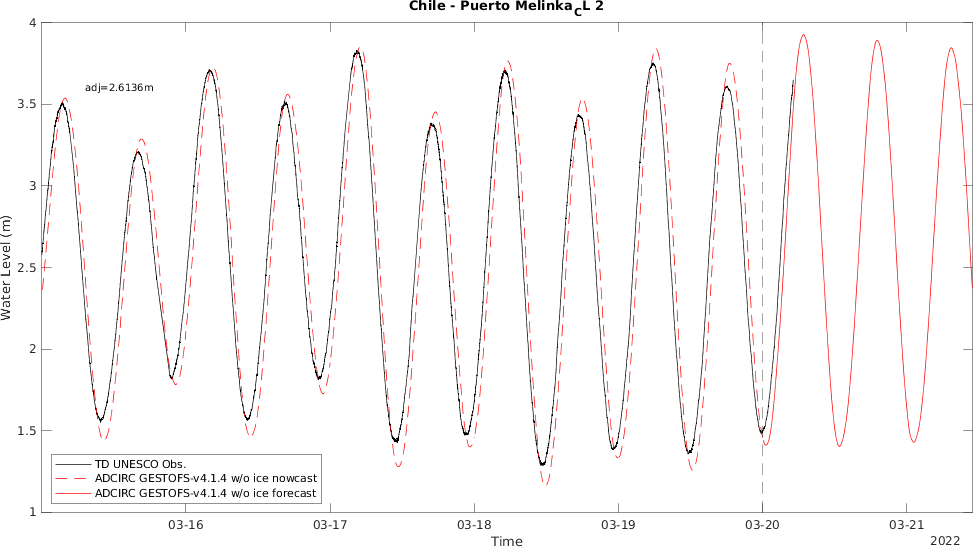 Chile - Puerto Melinka_CL 2
4
adj=2.6136m
3.5
3
2.5
2
1.5
1
Water Level (m)
TD UNESCO Obs.
ADCIRC GESTOFS-v4.1.4 w/o ice nowcast
ADCIRC GESTOFS-v4.1.4 w/o ice forecast
03-16
03-17
03-18
03-19
03-20
03-21
Time
2022